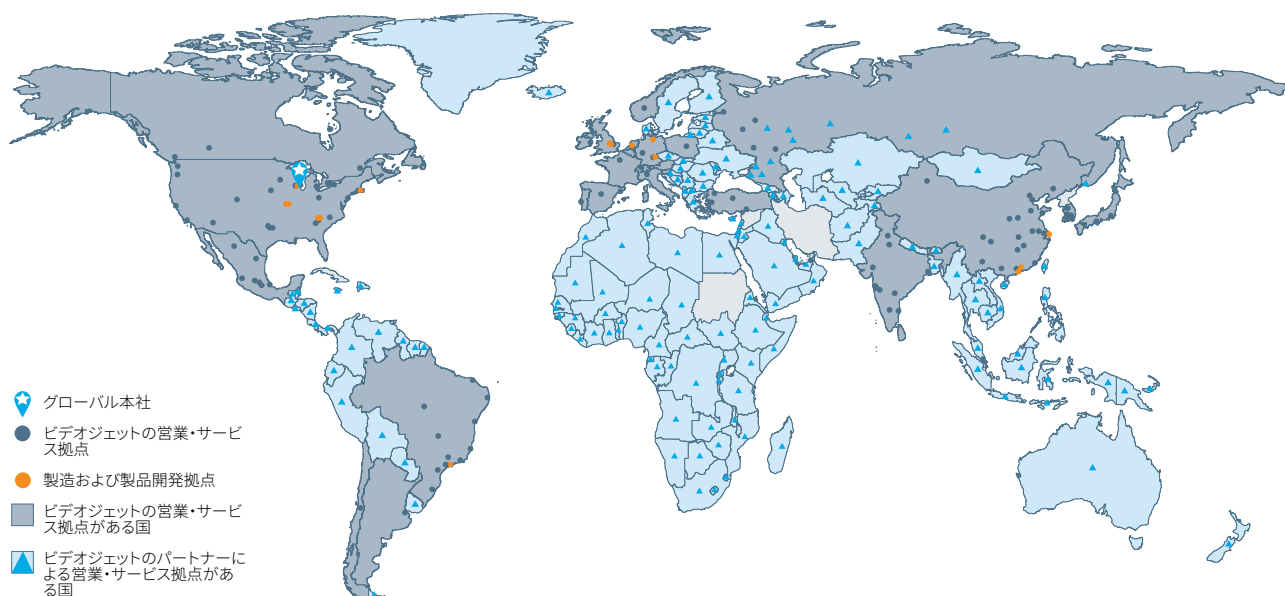 グローバル本社
ビデオジェットの営業・サービ
ス拠点
製造および製品開発拠点
ビデオジェットの営業・サービ
ス拠点がある国
ビデオジェットのパートナーに
よる営業・サービス拠点があ
る国